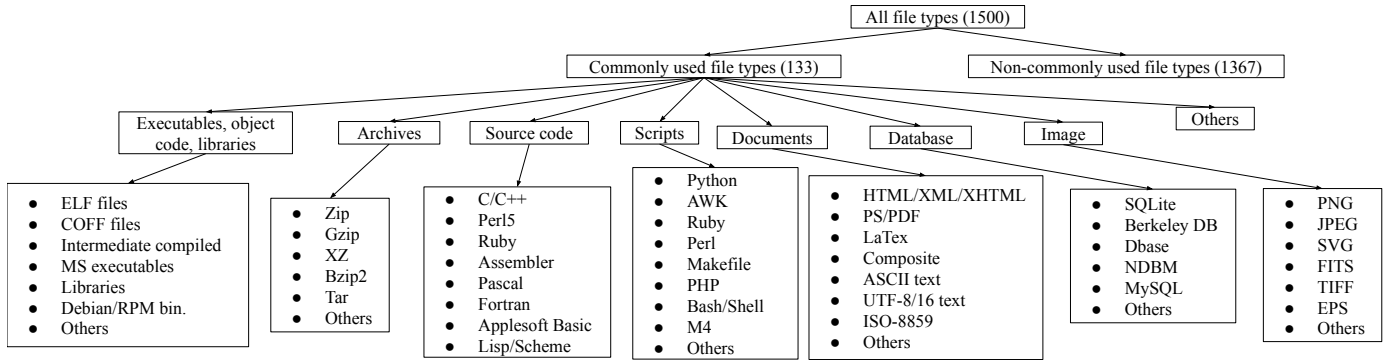 All file types (1500)
Commonly used file types (133)
Non-commonly used file types (1367)
Executables, object
code, libraries
Archives
Source code
Scripts
Documents
Database
Image
Others
● ELF files
● COFF files
● Intermediate compiled
● MS executables
● Libraries
● Debian/RPM bin.
● Others
● Zip
● Gzip
● XZ
● Bzip2
● Tar
● Others
● C/C++
● Perl5
● Ruby
● Assembler
● Pascal
● Fortran
● Applesoft Basic
● Lisp/Scheme
● Python
● AWK
● Ruby
● Perl
● Makefile
● PHP
● Bash/Shell
● M4
● Others
● HTML/XML/XHTML
● PS/PDF
● LaTex
● Composite
● ASCII text
● UTF-8/16 text
● ISO-8859
● Others
● SQLite
● Berkeley DB
● Dbase
● NDBM
● MySQL
● Others
● PNG
● JPEG
● SVG
● FITS
● TIFF
● EPS
● Others